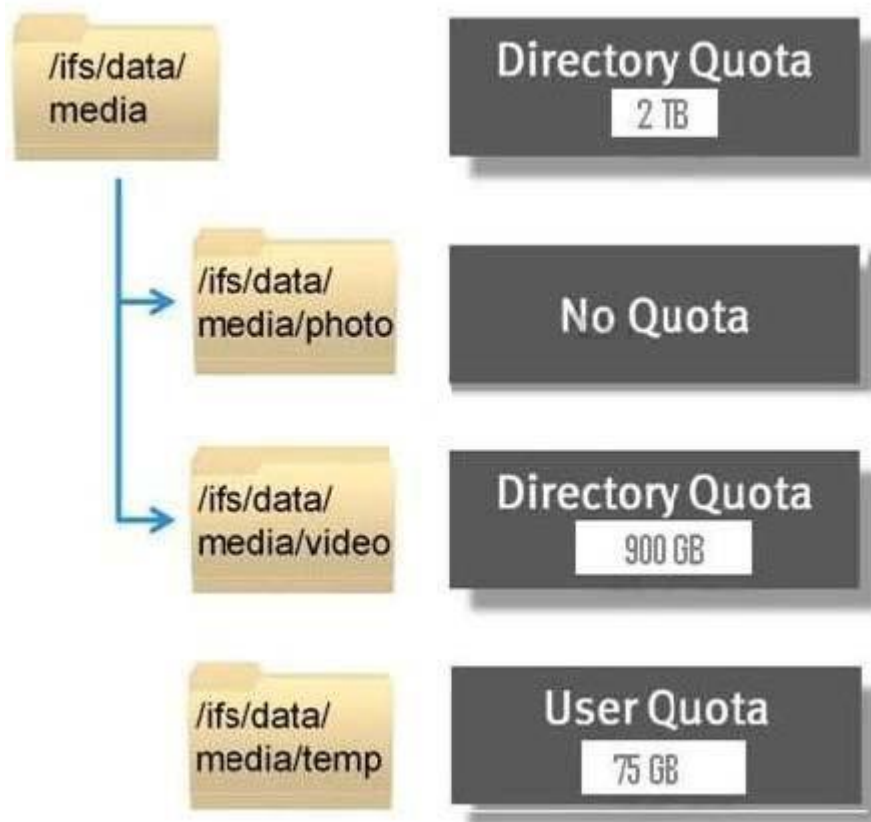 /ifs/data/
media
Directory Quota
2 TB
/ifs/data/
media/photo
No Quota
/ifs/data/
media/video
Directory Quota
900 GB
/ifs/data/
media/temp
User Quota
75 GB